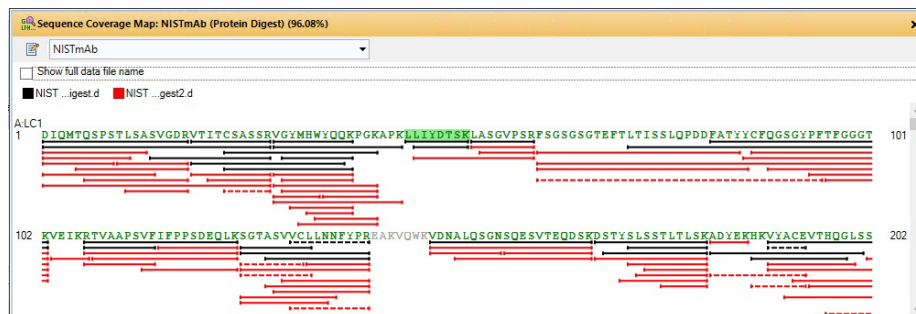 Sequence Coverage Map: NISTmAb (Protein Digest) (96.08%)
NISTmAb
Show full data file name
NIST ...igest.d NIST ...gest2.d
A:LC1
1 DIQMTQSPSTLSASVGDRVTITCSASSRVGYMHWYQQKPGKAPKLLIYDTSKLASGVPSRFSGSGSGTEFTLTISSLQPDDFATYYCFQGSGYPFTFGGGT 101
102 KVEIKRTVAAPSVFIFPPSDEQLKSGTASVVCLLNNFYPREAKVQWKVDNALQSGNSQESVTEQDSKDSTYSLSSTLTLSKADYEKHKVYACEVTHQGLSS 202